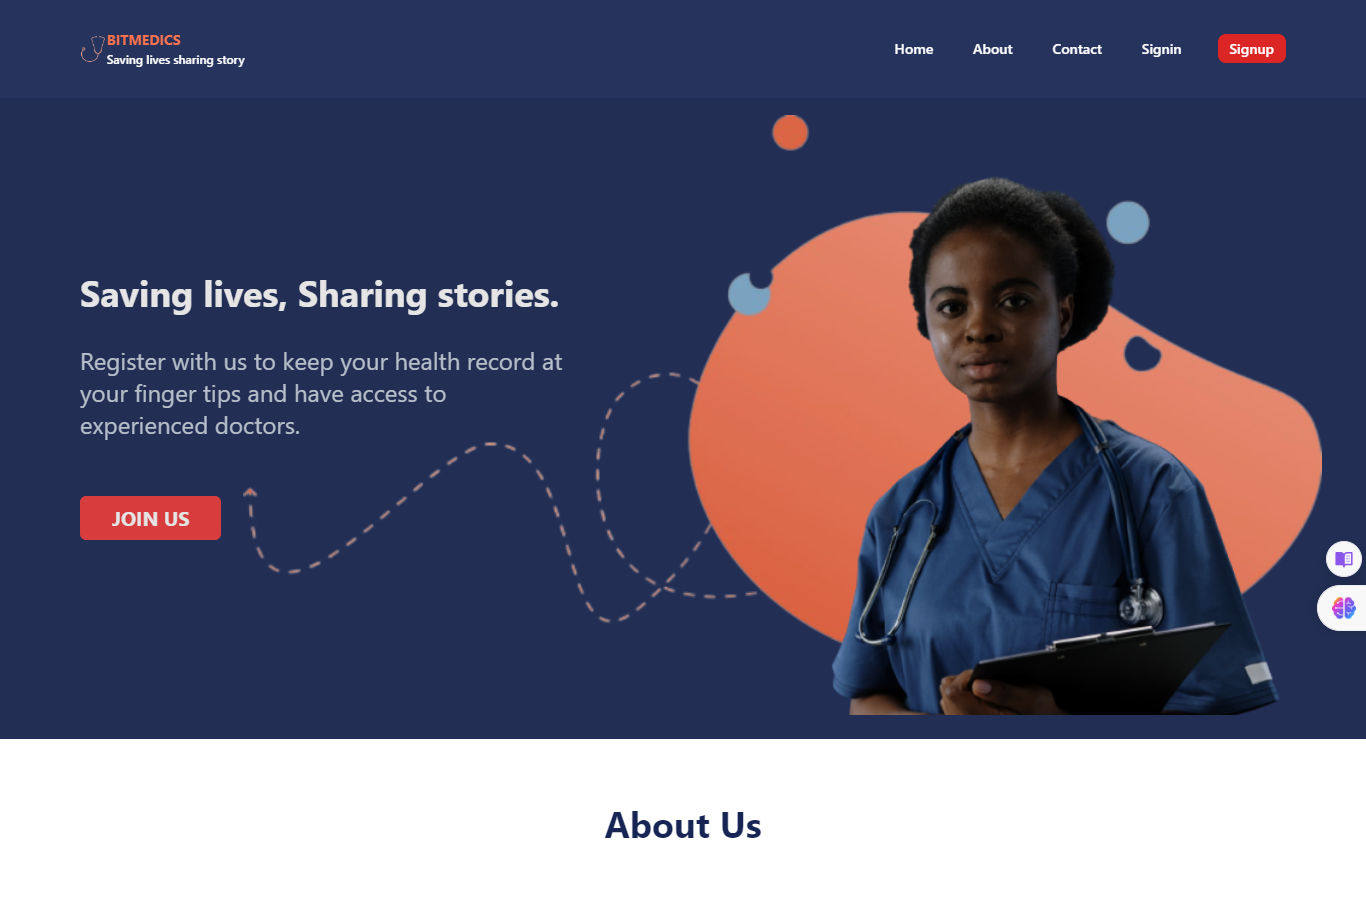 BITMEDICS
Saving lives sharing story
Home
About
Contact
Signin
Signup
Saving lives, Sharing stories.
Register with us to keep your health record at
your finger tips and have access to
experienced doctors.
JOIN US
About Us